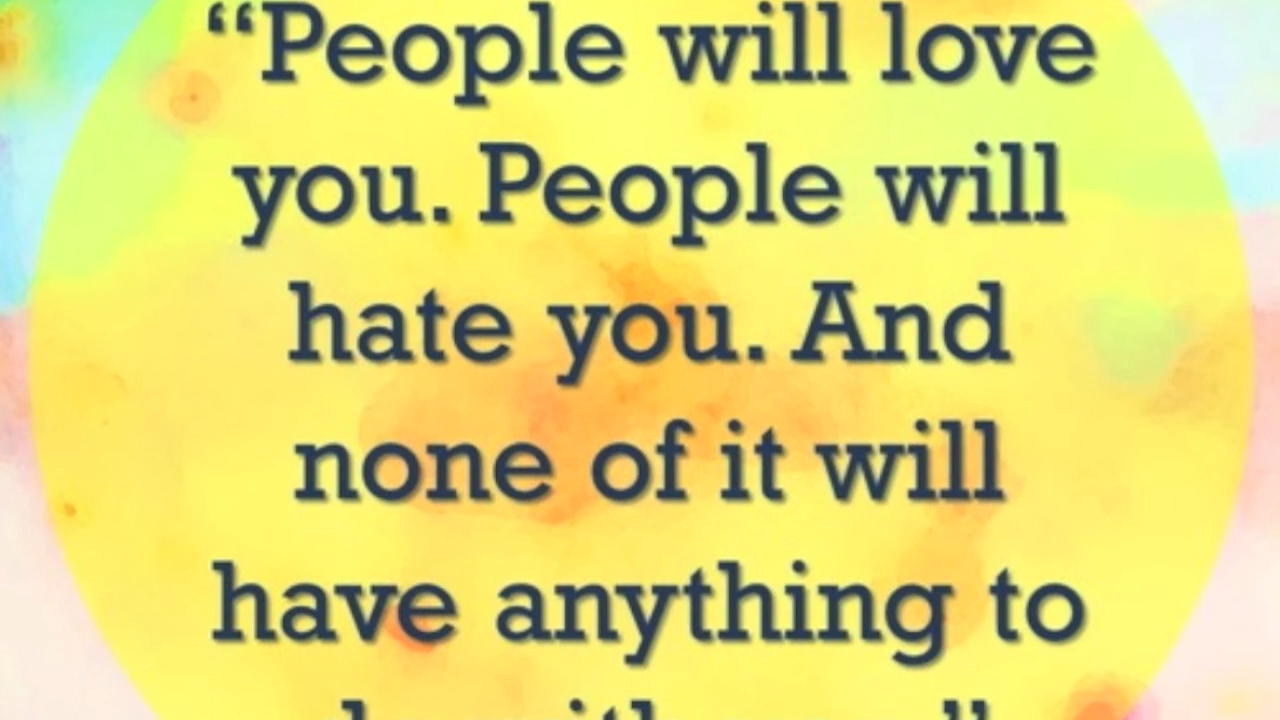 “People will love
you. People will
hate you. And
none of it will
have anything to